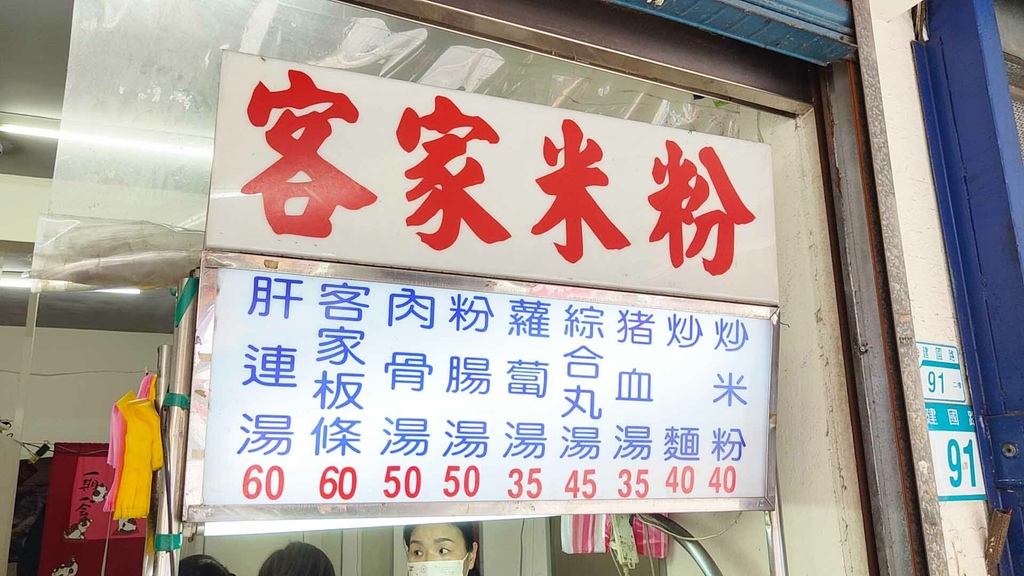 客家米粉
炒米粉 40
炒麵 40
猪血湯 35
綜合丸湯 45
蘿蔔湯 35
粉腸湯 50
肉骨湯 50
客家板條 60
肝連湯 60
建國路
91
建國路
91